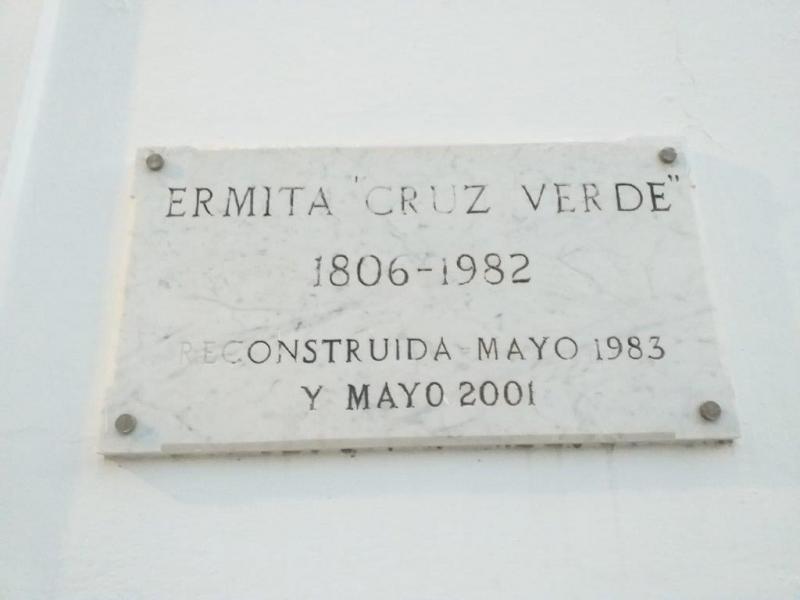 ERMITA "CRUZ VERDE"
1806-1982
RECONSTRUIDA MAYO 1983
Y MAYO 2001